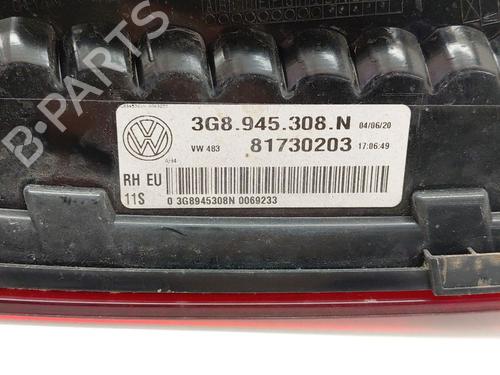 3G8.945.308.N 04/06/20
VW 483 81730203 17:06:49
AH4
RH EU
11S 0 3G8945308N 0069233
B-PARTS